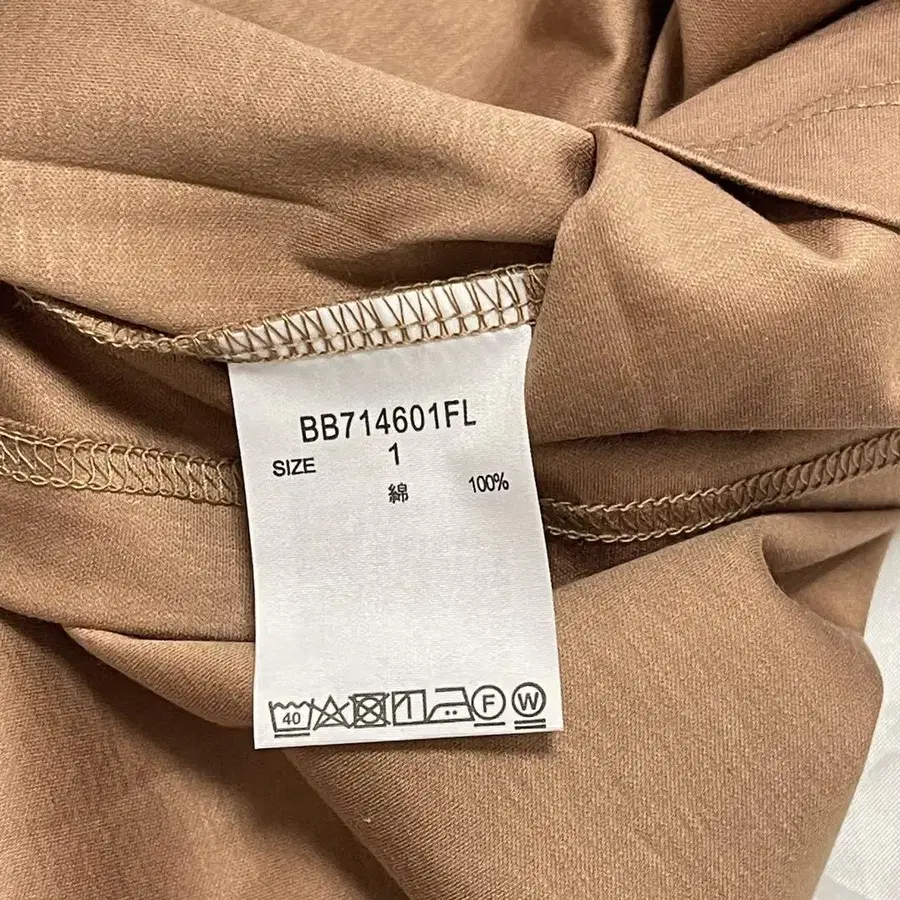 BB714601FL
SIZE 1
綿 100%
40 F W